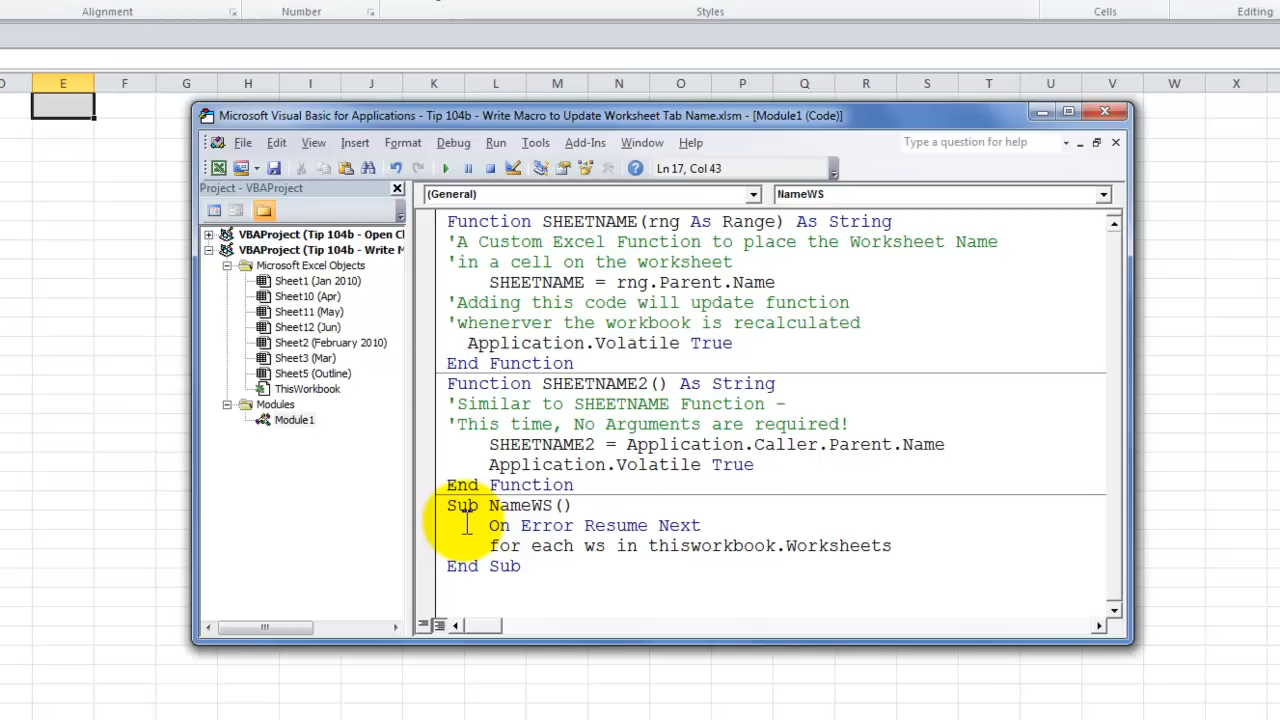 Alignment Number Styles Cells Editing
E F G H I J K L M N O P Q R S T U V W X
Microsoft Visual Basic for Applications - Tip 104b - Write Macro to Update Worksheet Tab Name.xlsm - [Module1 (Code)]
File Edit View Insert Format Debug Run Tools Add-Ins Window Help Type a question for help
Ln 17, Col 43
Project - VBAProject
(General) NameWS
VBAProject (Tip 104b - Open Cl
VBAProject (Tip 104b - Write M
Microsoft Excel Objects
Sheet1 (Jan 2010)
Sheet10 (Apr)
Sheet11 (May)
Sheet12 (Jun)
Sheet2 (February 2010)
Sheet3 (Mar)
Sheet5 (Outline)
ThisWorkbook
Modules
Module1
Function SHEETNAME(rng As Range) As String
'A Custom Excel Function to place the Worksheet Name
'in a cell on the worksheet
SHEETNAME = rng.Parent.Name
'Adding this code will update function
'whenerver the workbook is recalculated
Application.Volatile True
End Function
Function SHEETNAME2() As String
'Similar to SHEETNAME Function -
'This time, No Arguments are required!
SHEETNAME2 = Application.Caller.Parent.Name
Application.Volatile True
End Function
Sub NameWS()
On Error Resume Next
for each ws in thisworkbook.Worksheets
End Sub